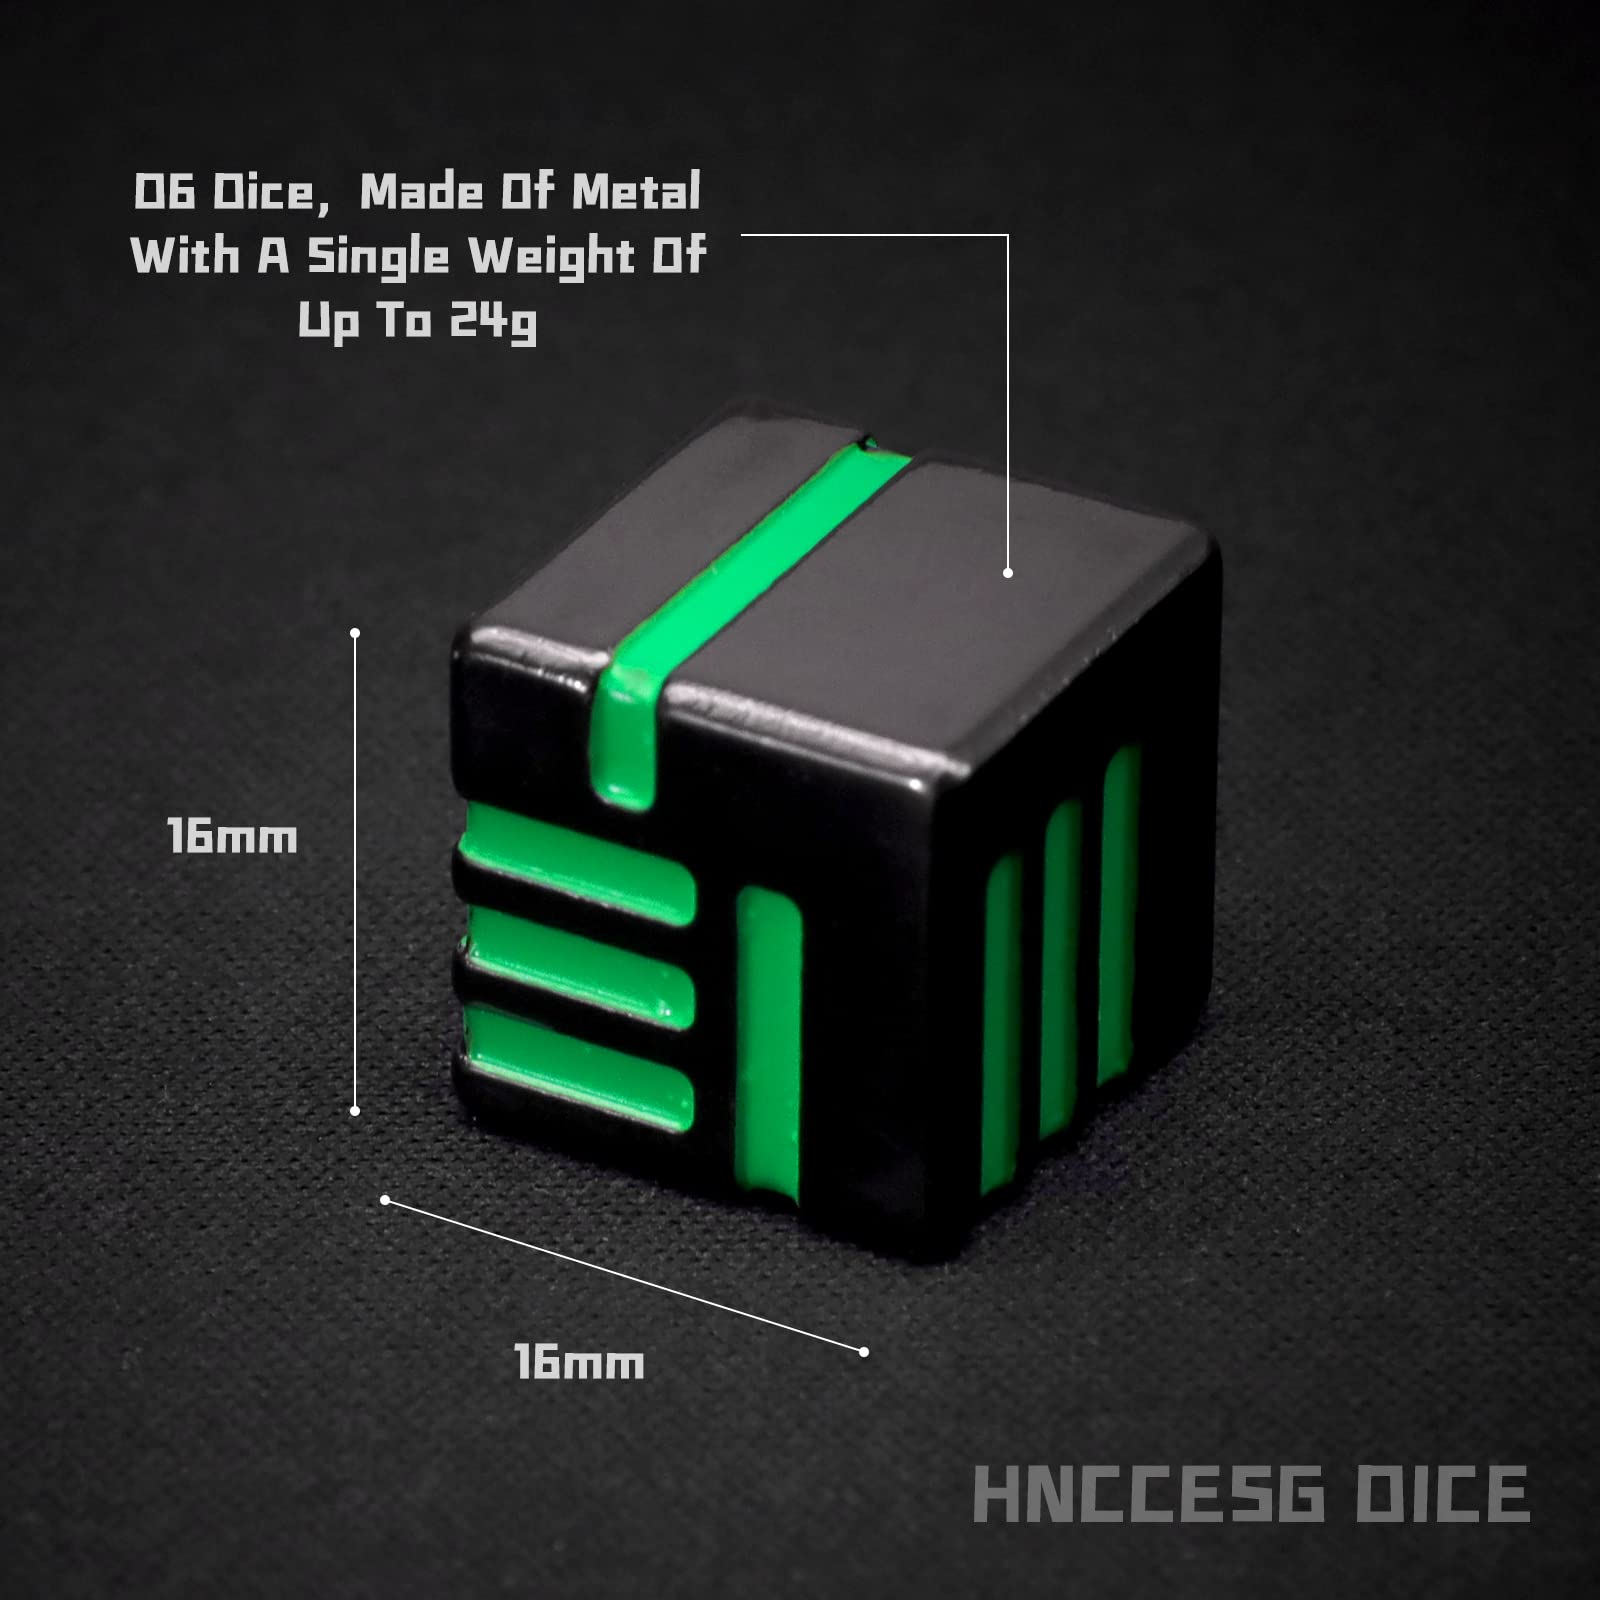 D6 Dice, Made Of Metal
With A Single Weight Of
Up To 24g
16mm
16mm
HNCCESG DICE